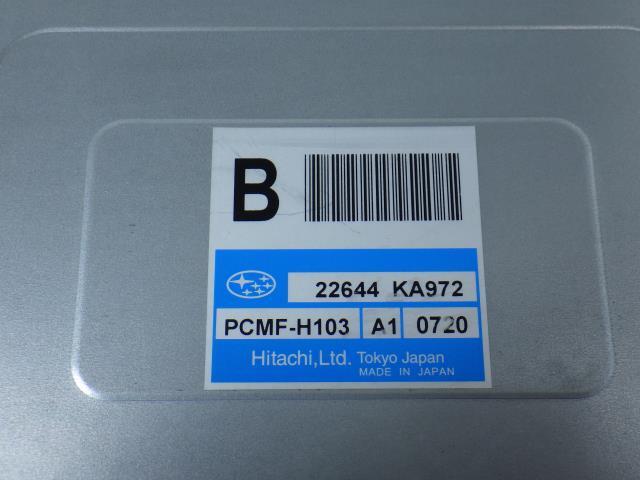 B
22644 KA972
PCMF-H103 A1 0720
Hitachi,Ltd. Tokyo Japan
MADE IN JAPAN